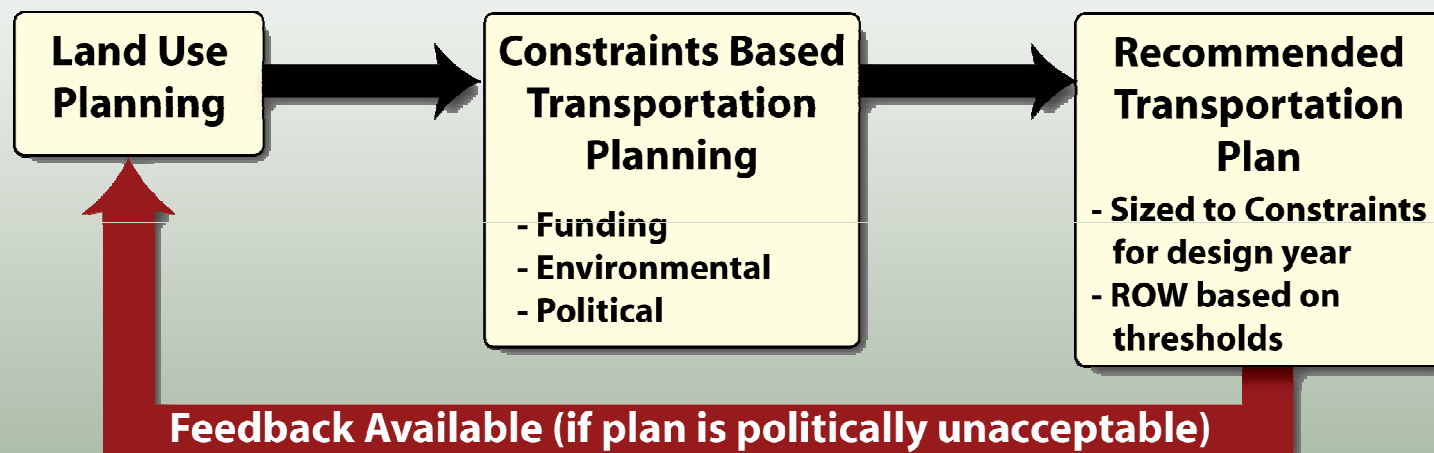 Land Use
Planning
Constraints Based
Transportation
Planning
- Funding
- Environmental
- Political
Recommended
Transportation
Plan
- Sized to Constraints
for design year
- ROW based on
thresholds
Feedback Available (if plan is politically unacceptable)